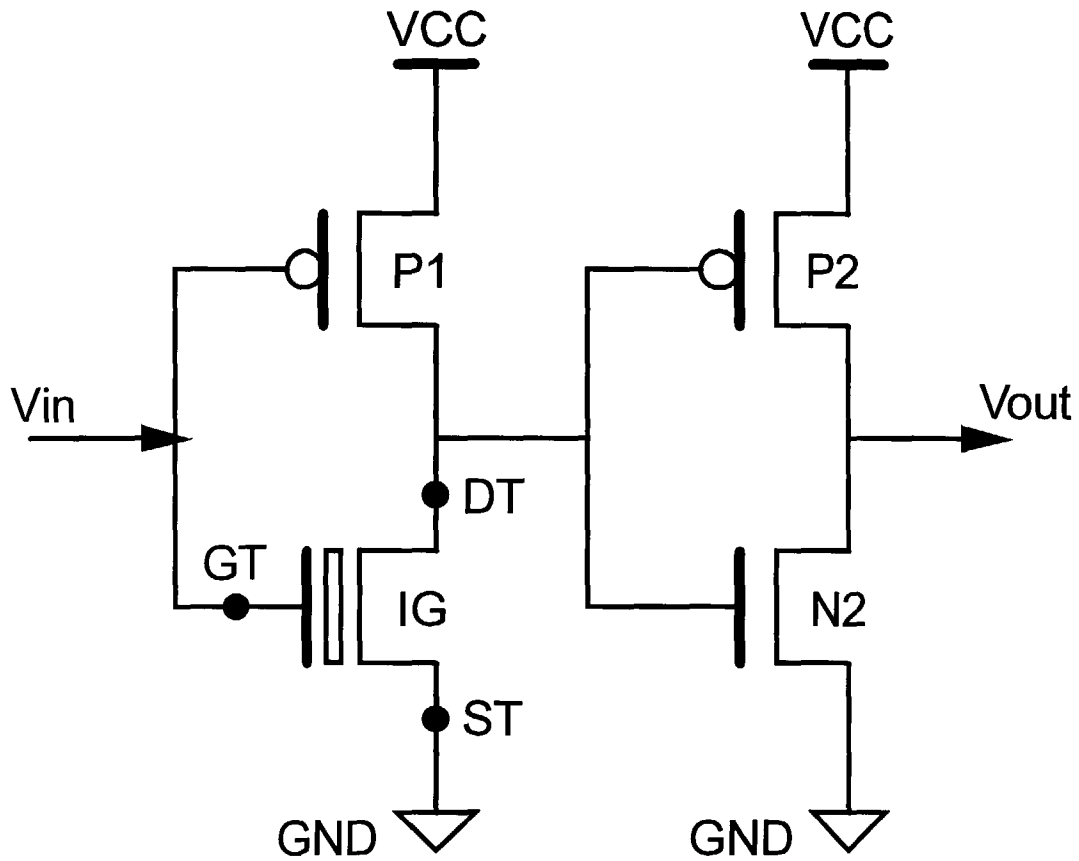 VCC VCC
P1 P2
Vin Vout
DT
GT
IG N2
ST
GND GND